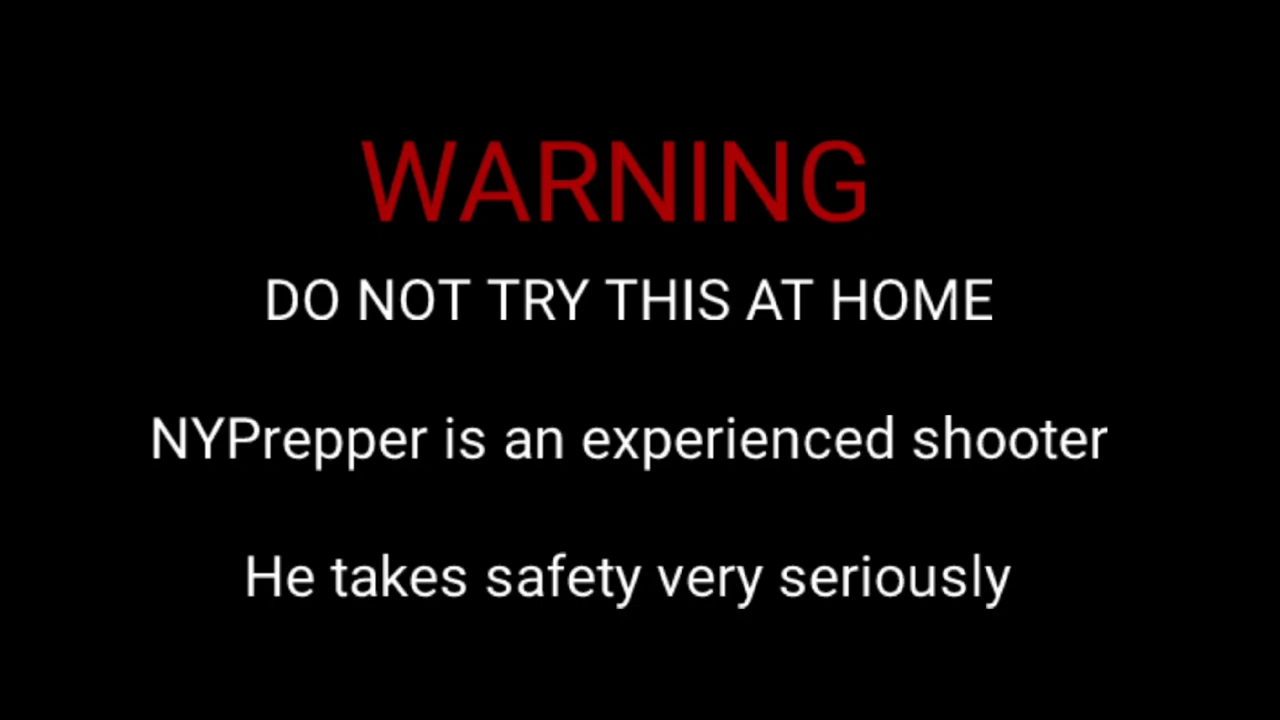 WARNING
DO NOT TRY THIS AT HOME
NYPrepper is an experienced shooter
He takes safety very seriously